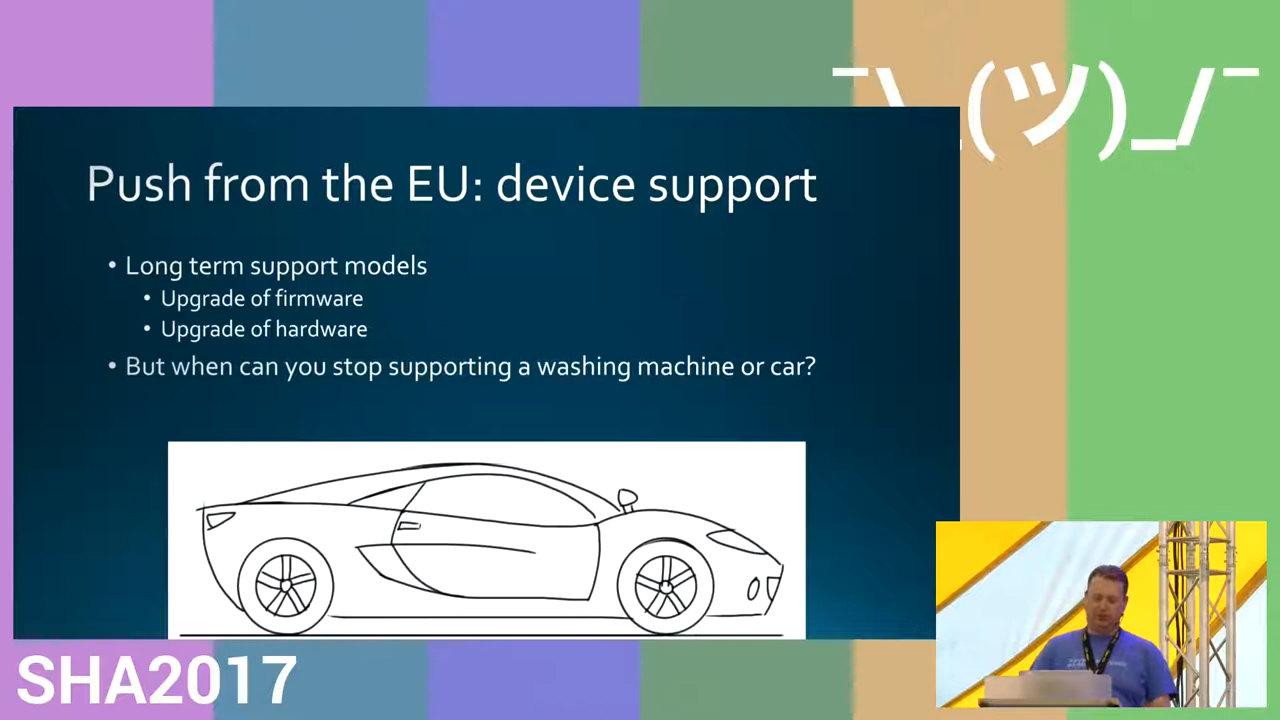 ¯\_(ツ)_/¯
Push from the EU: device support
• Long term support models
• Upgrade of firmware
• Upgrade of hardware
• But when can you stop supporting a washing machine or car?
SHA2017